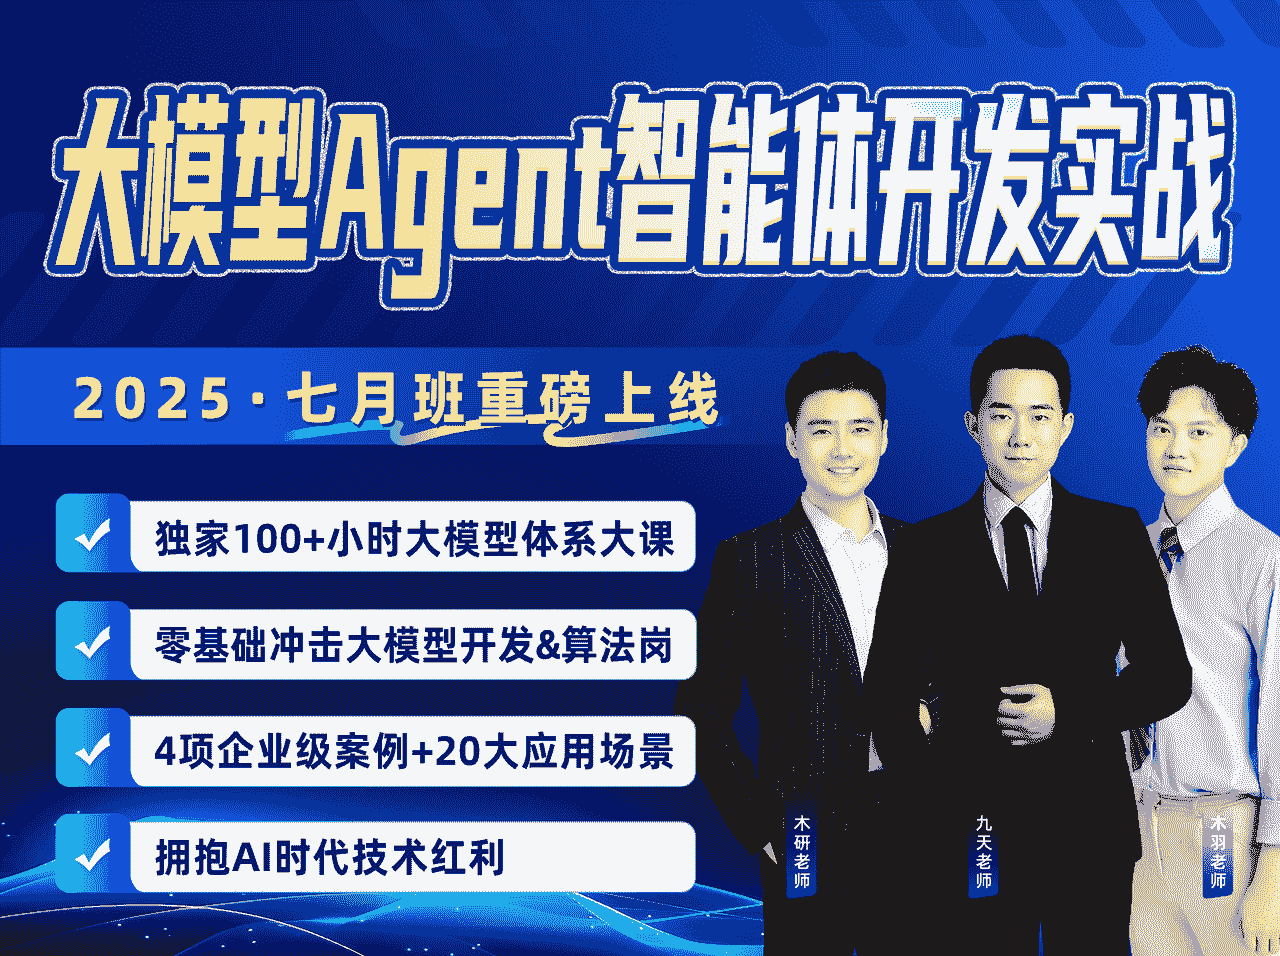 大模型Agent智能体开发实战
2025·七月班重磅上线
独家100+小时大模型体系大课
零基础冲击大模型开发&算法岗
4项企业级案例+20大应用场景
拥抱AI时代技术红利
木研老师
九天老师
木羽老师